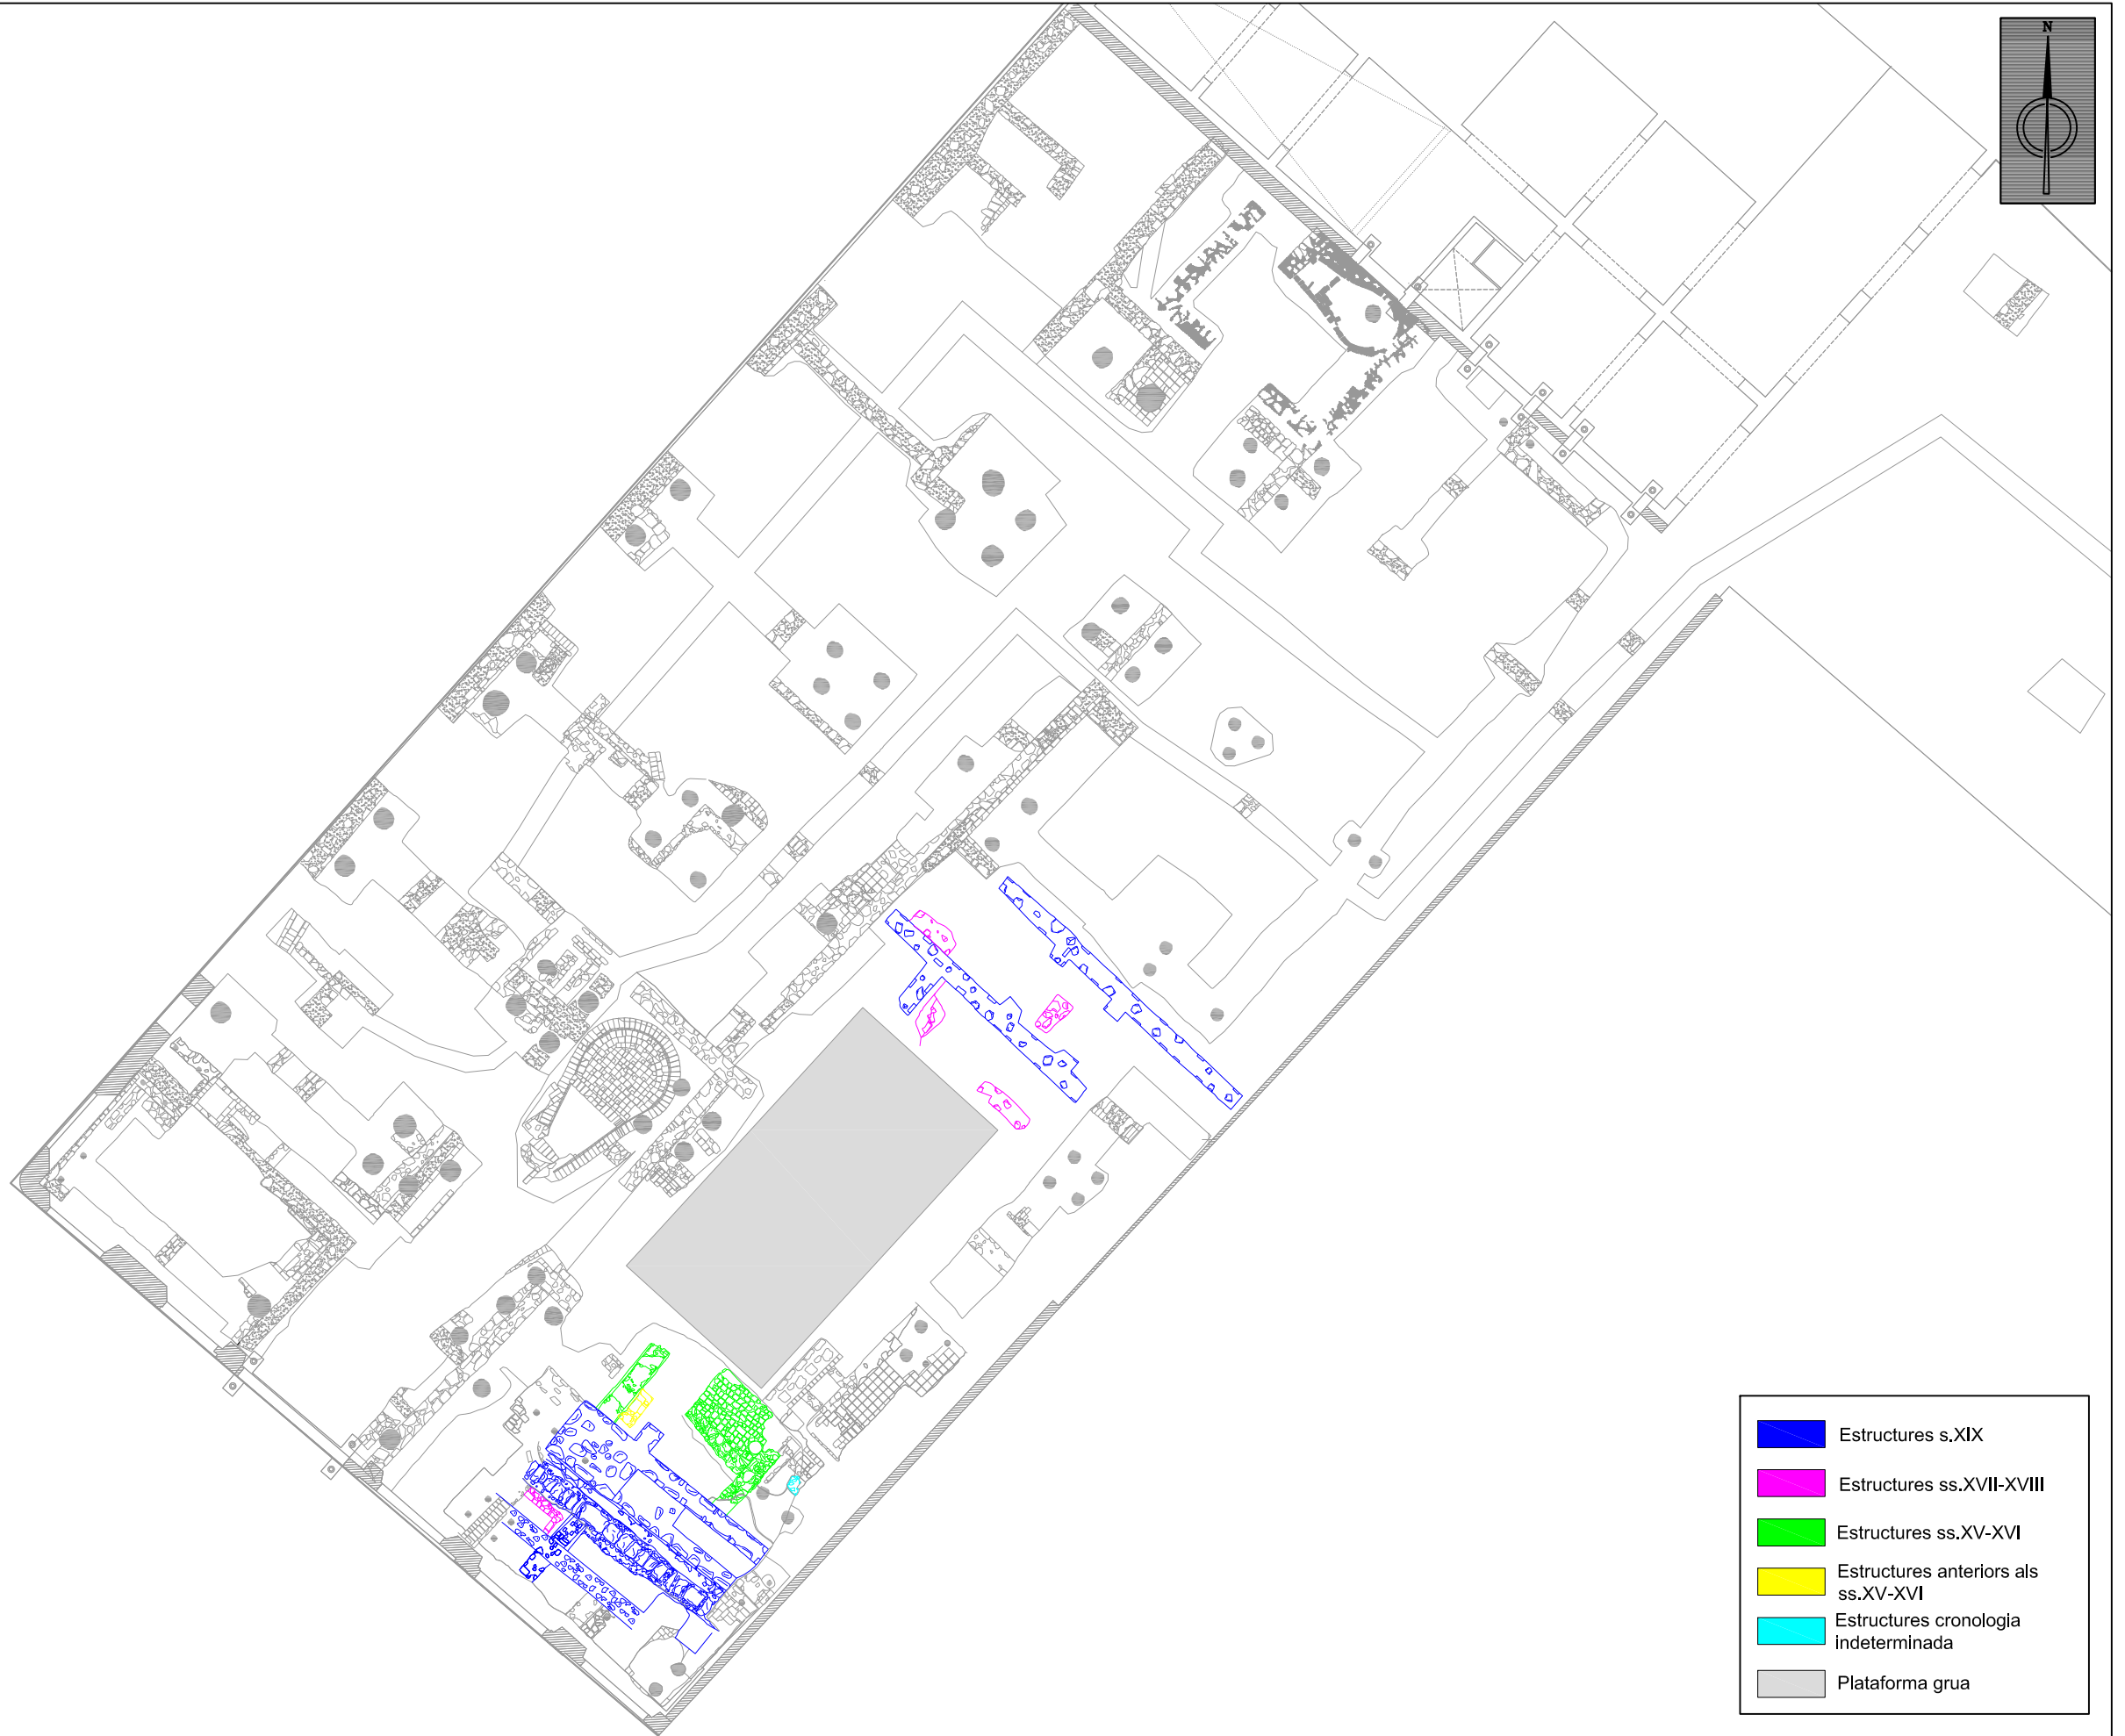 N
Estructures s.XIX
Estructures ss.XVII-XVIII
Estructures ss.XV-XVI
Estructures anteriors als
ss.XV-XVI
Estructures cronologia
indeterminada
Plataforma grua